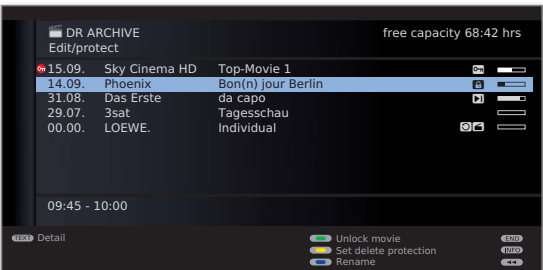 DR ARCHIVE free capacity 68:42 hrs
Edit/protect
15.09. Sky Cinema HD Top-Movie 1
14.09. Phoenix Bon(n) jour Berlin
31.08. Das Erste da capo
29.07. 3sat Tagesschau
00.00. LOEWE. Individual
09:45 - 10:00
TEXT Detail Unlock movie END
Set delete protection INFO
Rename